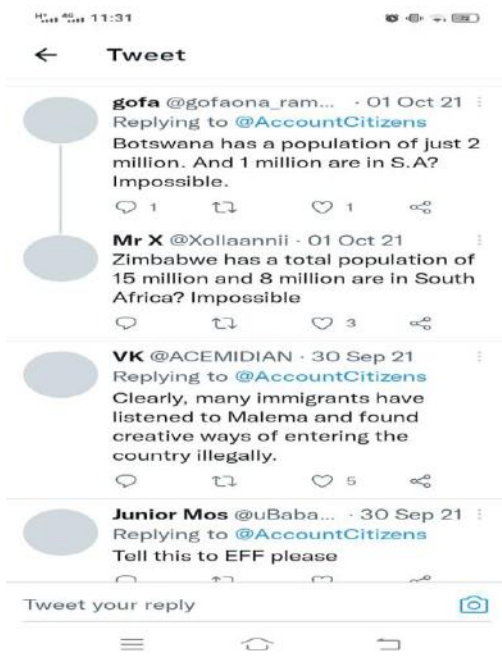 11:31
Tweet
gofa @gofaona_ram... · 01 Oct 21
Replying to @AccountCitizens
Botswana has a population of just 2
million. And 1 million are in S.A?
Impossible.
1 1
Mr X @Xollaannii · 01 Oct 21
Zimbabwe has a total population of
15 million and 8 million are in South
Africa? Impossible
3
VK @ACEMIDIAN · 30 Sep 21
Replying to @AccountCitizens
Clearly, many immigrants have
listened to Malema and found
creative ways of entering the
country illegally.
5
Junior Mos @uBaba... · 30 Sep 21
Replying to @AccountCitizens
Tell this to EFF please
Tweet your reply